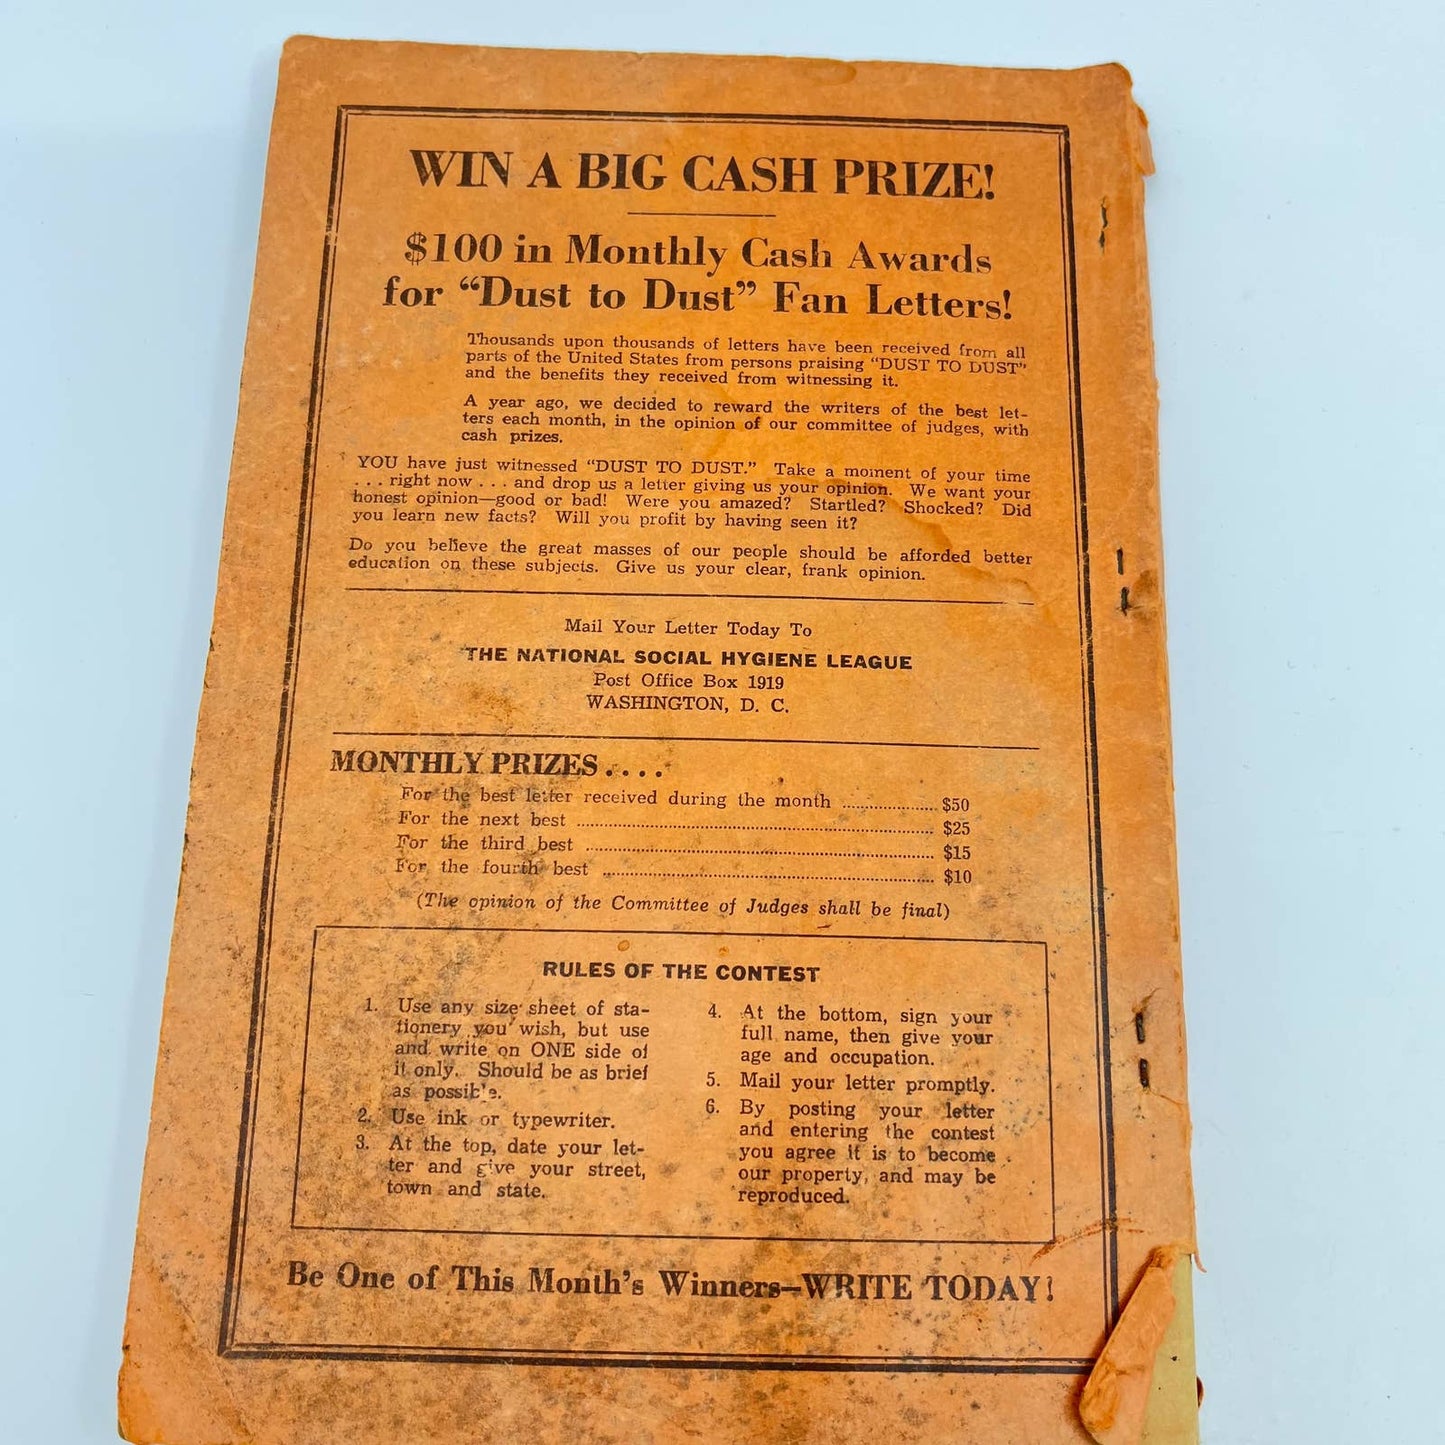 WIN A BIG CASH PRIZE!
$100 in Monthly Cash Awards
for “Dust to Dust” Fan Letters!
Thousands upon thousands of letters have been received from all
parts of the United States from persons praising “DUST TO DUST”
and the benefits they received from witnessing it.
A year ago, we decided to reward the writers of the best let-
ters each month, in the opinion of our committee of judges, with
cash prizes.
YOU have just witnessed “DUST TO DUST.” Take a moment of your time
. . . right now . . . and drop us a letter giving us your opinion. We want your
honest opinion—good or bad! Were you amazed? Startled? Shocked? Did
you learn new facts? Will you profit by having seen it?
Do you believe the great masses of our people should be afforded better
education on these subjects. Give us your clear, frank opinion.
Mail Your Letter Today To
THE NATIONAL SOCIAL HYGIENE LEAGUE
Post Office Box 1919
WASHINGTON, D. C.
MONTHLY PRIZES . . . .
For the best letter received during the month ................... $50
For the next best ........................................................................ $25
For the third best ...................................................................... $15
For the fourth best ................................................................... $10
(The opinion of the Committee of Judges shall be final)
RULES OF THE CONTEST
1. Use any size sheet of sta-
tionery you wish, but use
and write on ONE side of
it only. Should be as brief
as possible.
2. Use ink or typewriter.
3. At the top, date your let-
ter and give your street,
town and state.
4. At the bottom, sign your
full name, then give your
age and occupation.
5. Mail your letter promptly.
6. By posting your letter
and entering the contest
you agree it is to become
our property, and may be
reproduced.
Be One of This Month's Winners—WRITE TODAY!